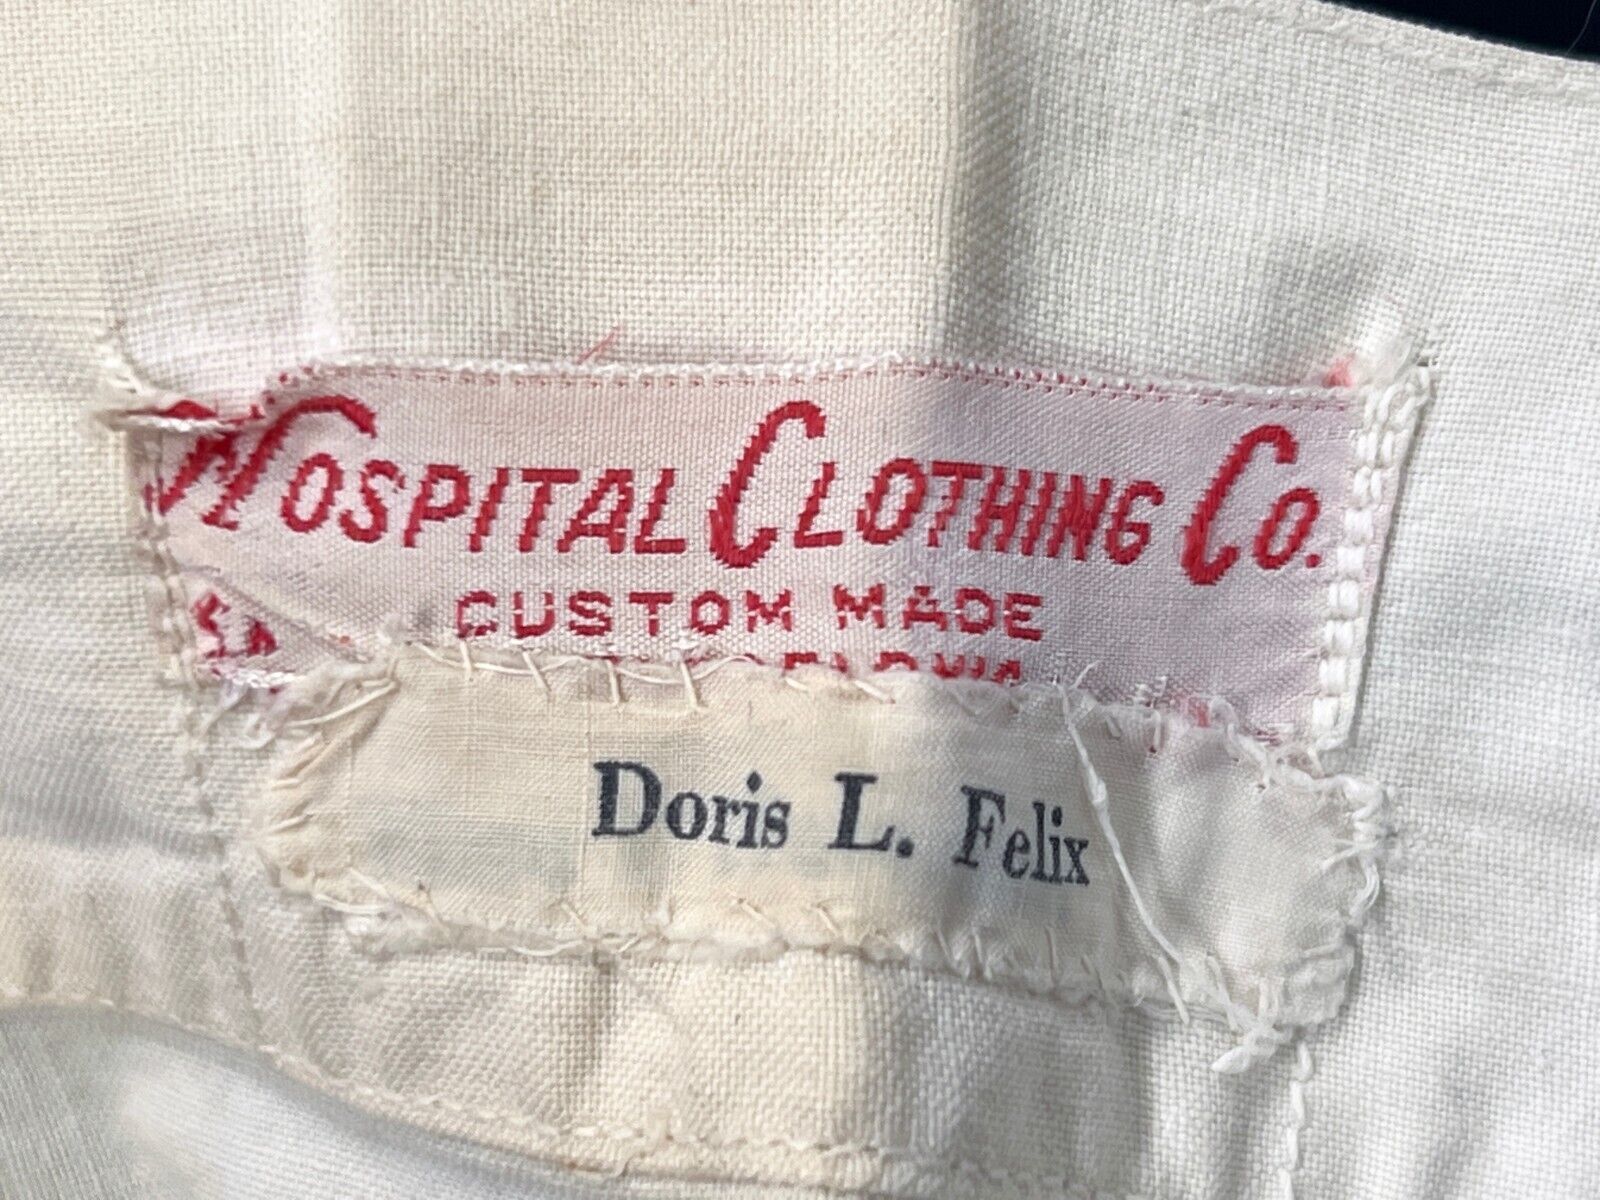 Hospital Clothing Co.
CUSTOM MADE
Doris L. Felix